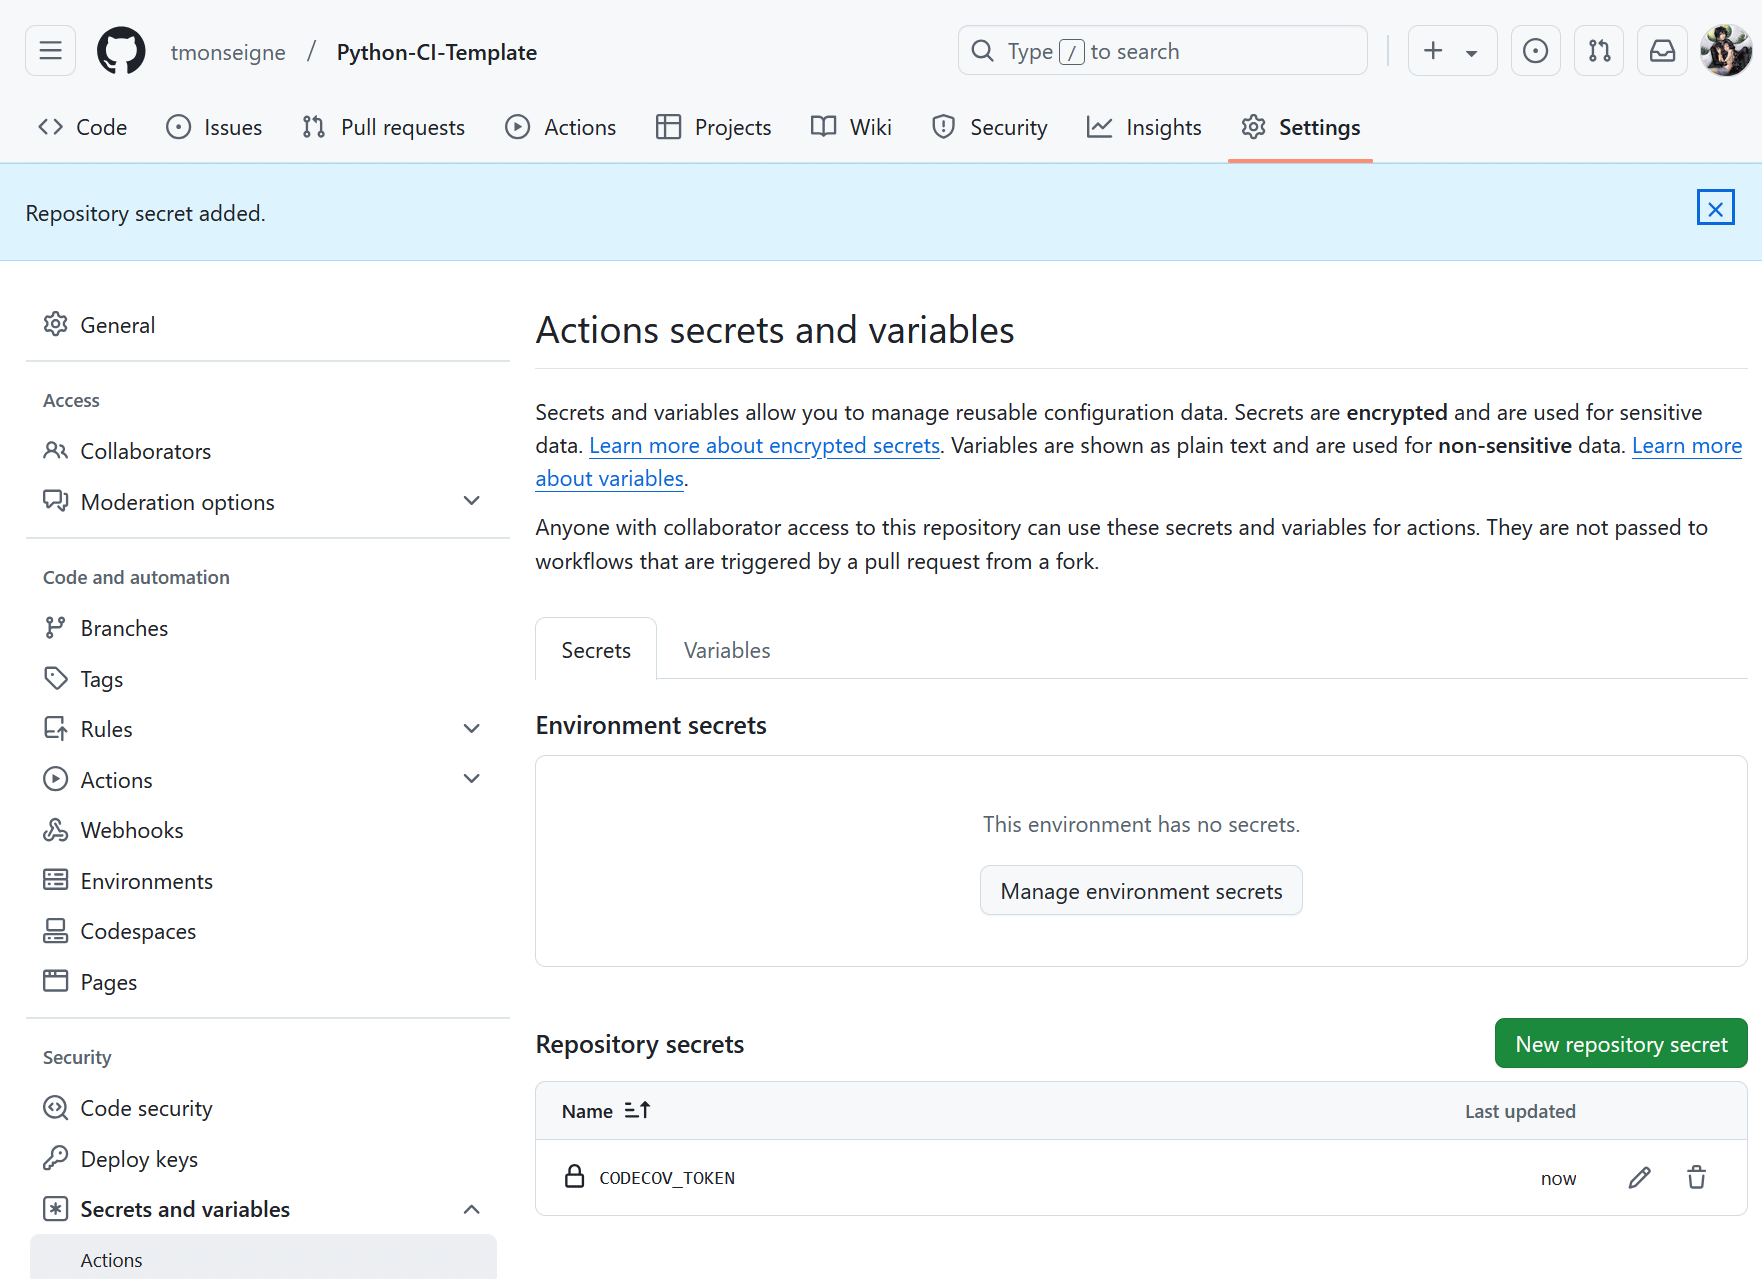 tmonseigne / Python-CI-Template
Type / to search
Code Issues Pull requests Actions Projects Wiki Security Insights Settings
Repository secret added.
General
Access
Collaborators
Moderation options
Code and automation
Branches
Tags
Rules
Actions
Webhooks
Environments
Codespaces
Pages
Security
Code security
Deploy keys
Secrets and variables
Actions
Actions secrets and variables
Secrets and variables allow you to manage reusable configuration data. Secrets are encrypted and are used for sensitive
data. Learn more about encrypted secrets. Variables are shown as plain text and are used for non-sensitive data. Learn more
about variables.
Anyone with collaborator access to this repository can use these secrets and variables for actions. They are not passed to
workflows that are triggered by a pull request from a fork.
Secrets Variables
Environment secrets
This environment has no secrets.
Manage environment secrets
Repository secrets
New repository secret
Name Last updated
CODECOV_TOKEN now